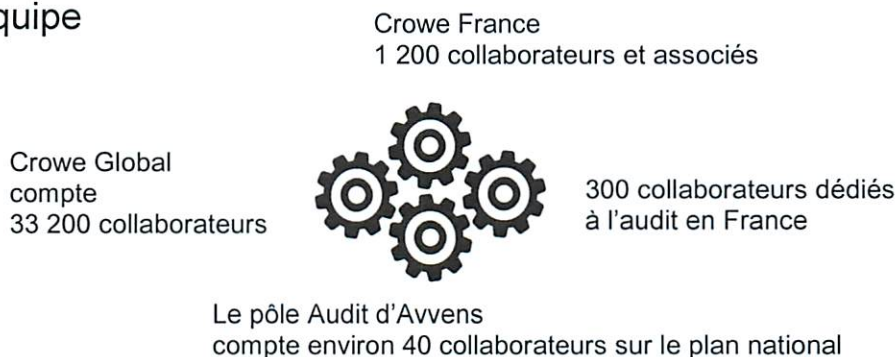 quipe
Crowe France
1 200 collaborateurs et associés
Crowe Global
compte
33 200 collaborateurs
300 collaborateurs dédiés
à l'audit en France
Le pôle Audit d'Avvens
compte environ 40 collaborateurs sur le plan national